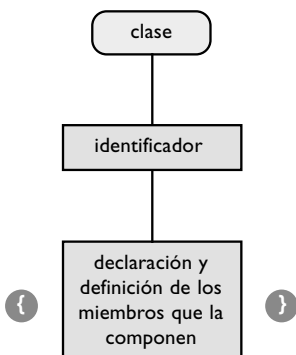 clase
identificador
declaración y
definición de los
{ miembros que la }
componen